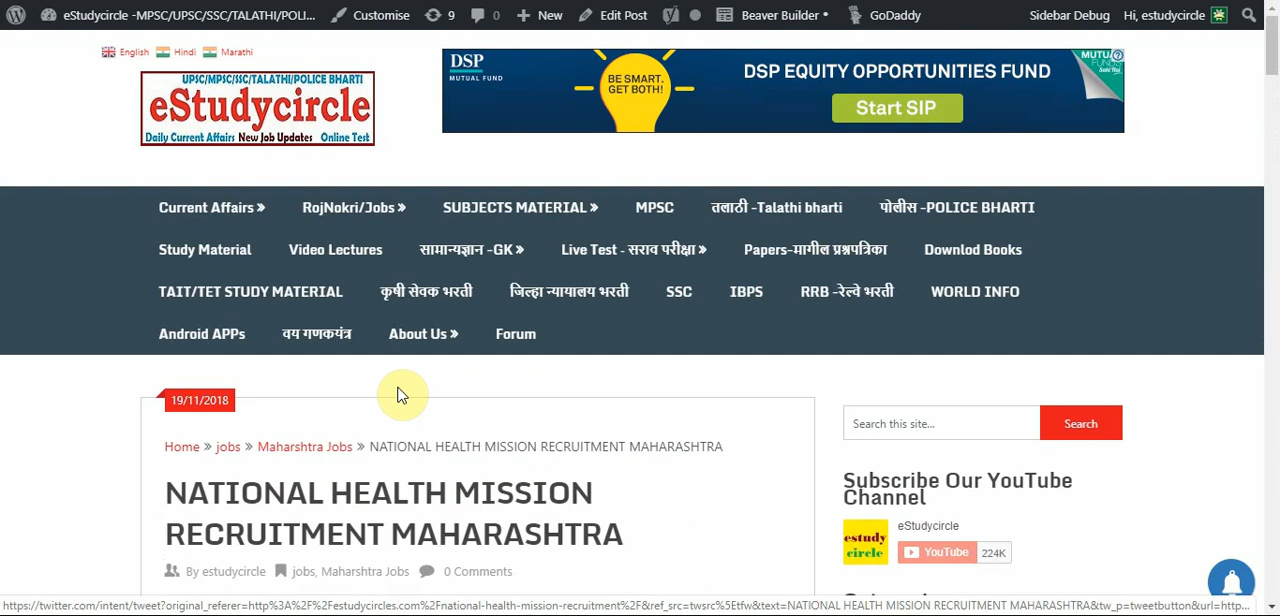 eStudycircle -MPSC/UPSC/SSC/TALATHI/POLI... Customise 9 0 New Edit Post Beaver Builder GoDaddy Sidebar Debug Hi, estudycircle
English Hindi Marathi
UPSC/MPSC/SSC/TALATHI/POLICE BHARTI
eStudycircle
Daily Current Affairs New Job Updates Online Test
DSP
MUTUAL FUND
BE SMART.
GET BOTH!
DSP EQUITY OPPORTUNITIES FUND
Start SIP
MUTUAL
FUNDS
Sahi Hai
Current Affairs » RojNokri/Jobs » SUBJECTS MATERIAL » MPSC तलाठी -Talathi bharti पोलीस -POLICE BHARTI
Study Material Video Lectures सामान्यज्ञान -GK » Live Test - सराव परीक्षा » Papers-मागील प्रश्नपत्रिका Downlod Books
TAIT/TET STUDY MATERIAL कृषी सेवक भरती जिल्हा न्यायालय भरती SSC IBPS RRB -रेल्वे भरती WORLD INFO
Android APPs वय गणकयंत्र About Us » Forum
19/11/2018
Home » jobs » Maharshtra Jobs » NATIONAL HEALTH MISSION RECRUITMENT MAHARASHTRA
NATIONAL HEALTH MISSION
RECRUITMENT MAHARASHTRA
By estudycircle jobs, Maharshtra Jobs 0 Comments
Search this site... Search
Subscribe Our YouTube
Channel
estudy
circle
eStudycircle
YouTube 224K
https://twitter.com/intent/tweet?original_referer=http%3A%2F%2Festudycircles.com%2Fnational-health-mission-recruitment%2F&ref_src=twsrc%5Etfw&text=NATIONAL HEALTH MISSION RECRUITMENT MAHARASHTRA&tw_p=tweetbutton&url=http...